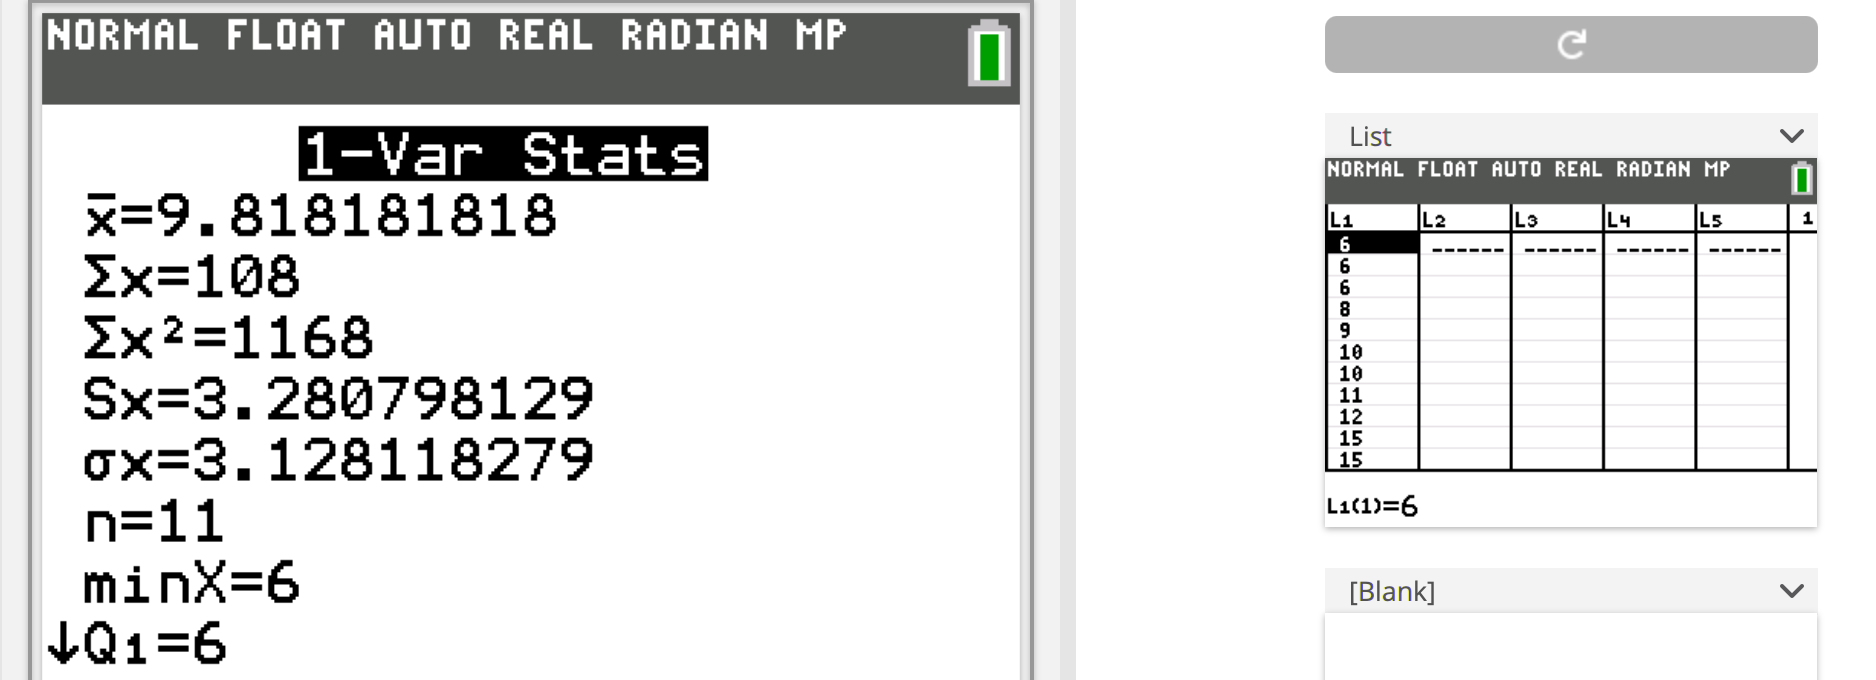 NORMAL FLOAT AUTO REAL RADIAN MP
1-Var Stats
x̄=9.818181818
Σx=108
Σx²=1168
Sx=3.280798129
σx=3.128118279
n=11
minX=6
↓Q₁=6
List
NORMAL FLOAT AUTO REAL RADIAN MP
L₁ L₂ L₃ L₄ L₅ 1
6 ------ ------ ------ ------
6
6
8
9
10
10
11
12
15
15
L₁(1)=6
[Blank]